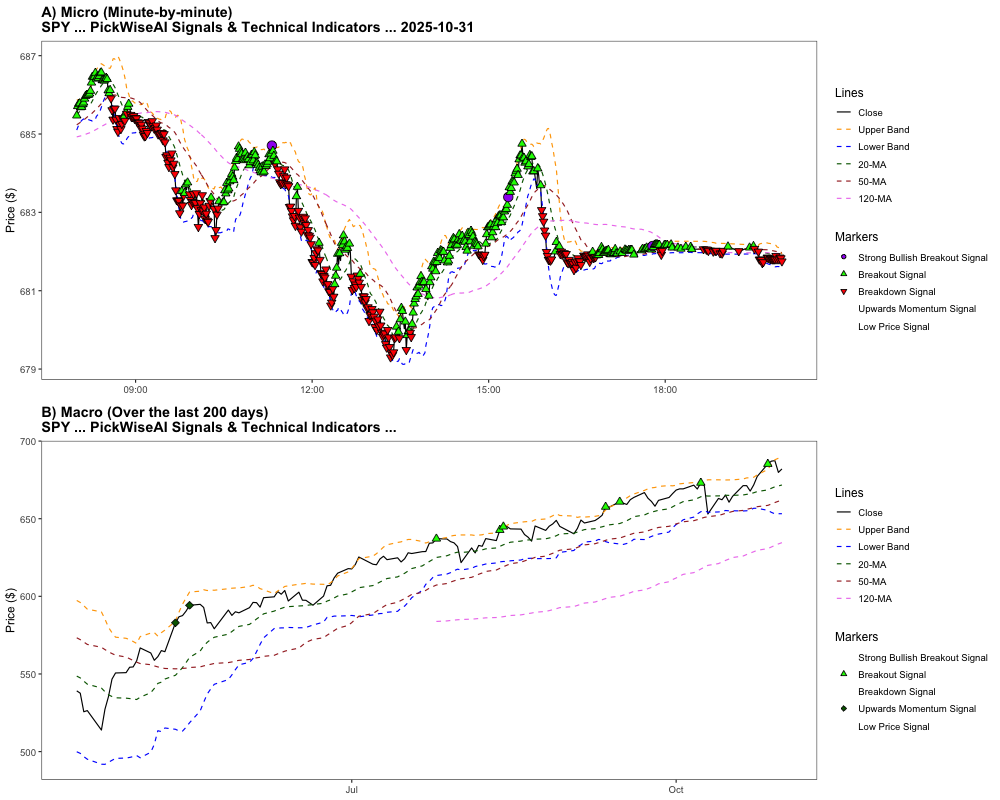 A) Micro (Minute-by-minute)
SPY ... PickWiseAI Signals & Technical Indicators ... 2025-10-31
687
685
683
681
679
Price ($)
09:00
12:00
15:00
18:00
Lines
Close
Upper Band
Lower Band
20-MA
50-MA
120-MA
Markers
Strong Bullish Breakout Signal
Breakout Signal
Breakdown Signal
Upwards Momentum Signal
Low Price Signal
B) Macro (Over the last 200 days)
SPY ... PickWiseAI Signals & Technical Indicators ...
700
650
600
550
500
Price ($)
Jul
Oct
Lines
Close
Upper Band
Lower Band
20-MA
50-MA
120-MA
Markers
Strong Bullish Breakout Signal
Breakout Signal
Breakdown Signal
Upwards Momentum Signal
Low Price Signal